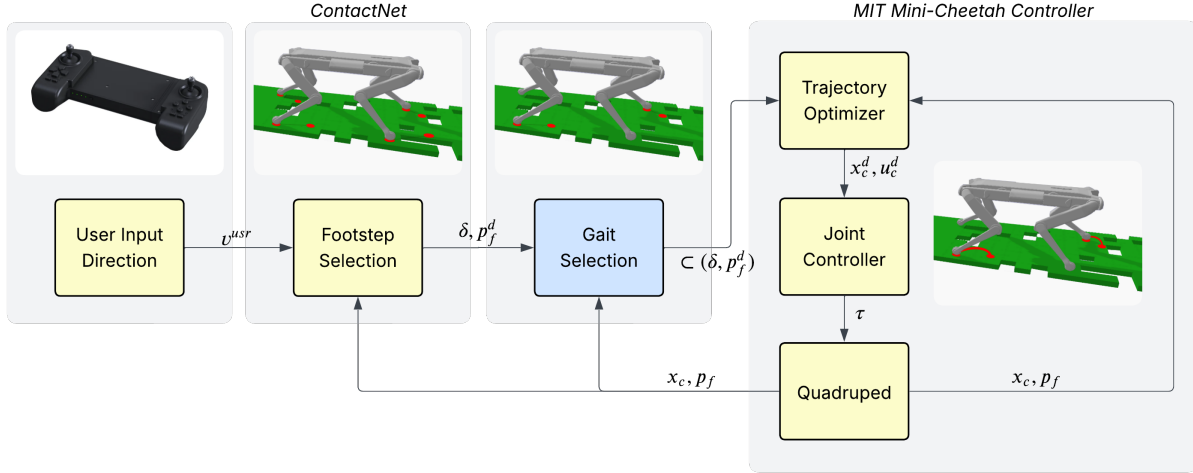 ContactNet
MIT Mini-Cheetah Controller
User Input
Direction
υᵘˢʳ
Footstep
Selection
δ, p_f^d
Gait
Selection
⊂ (δ, p_f^d)
Trajectory
Optimizer
x_c^d, u_c^d
Joint
Controller
τ
Quadruped
x_c, p_f
x_c, p_f